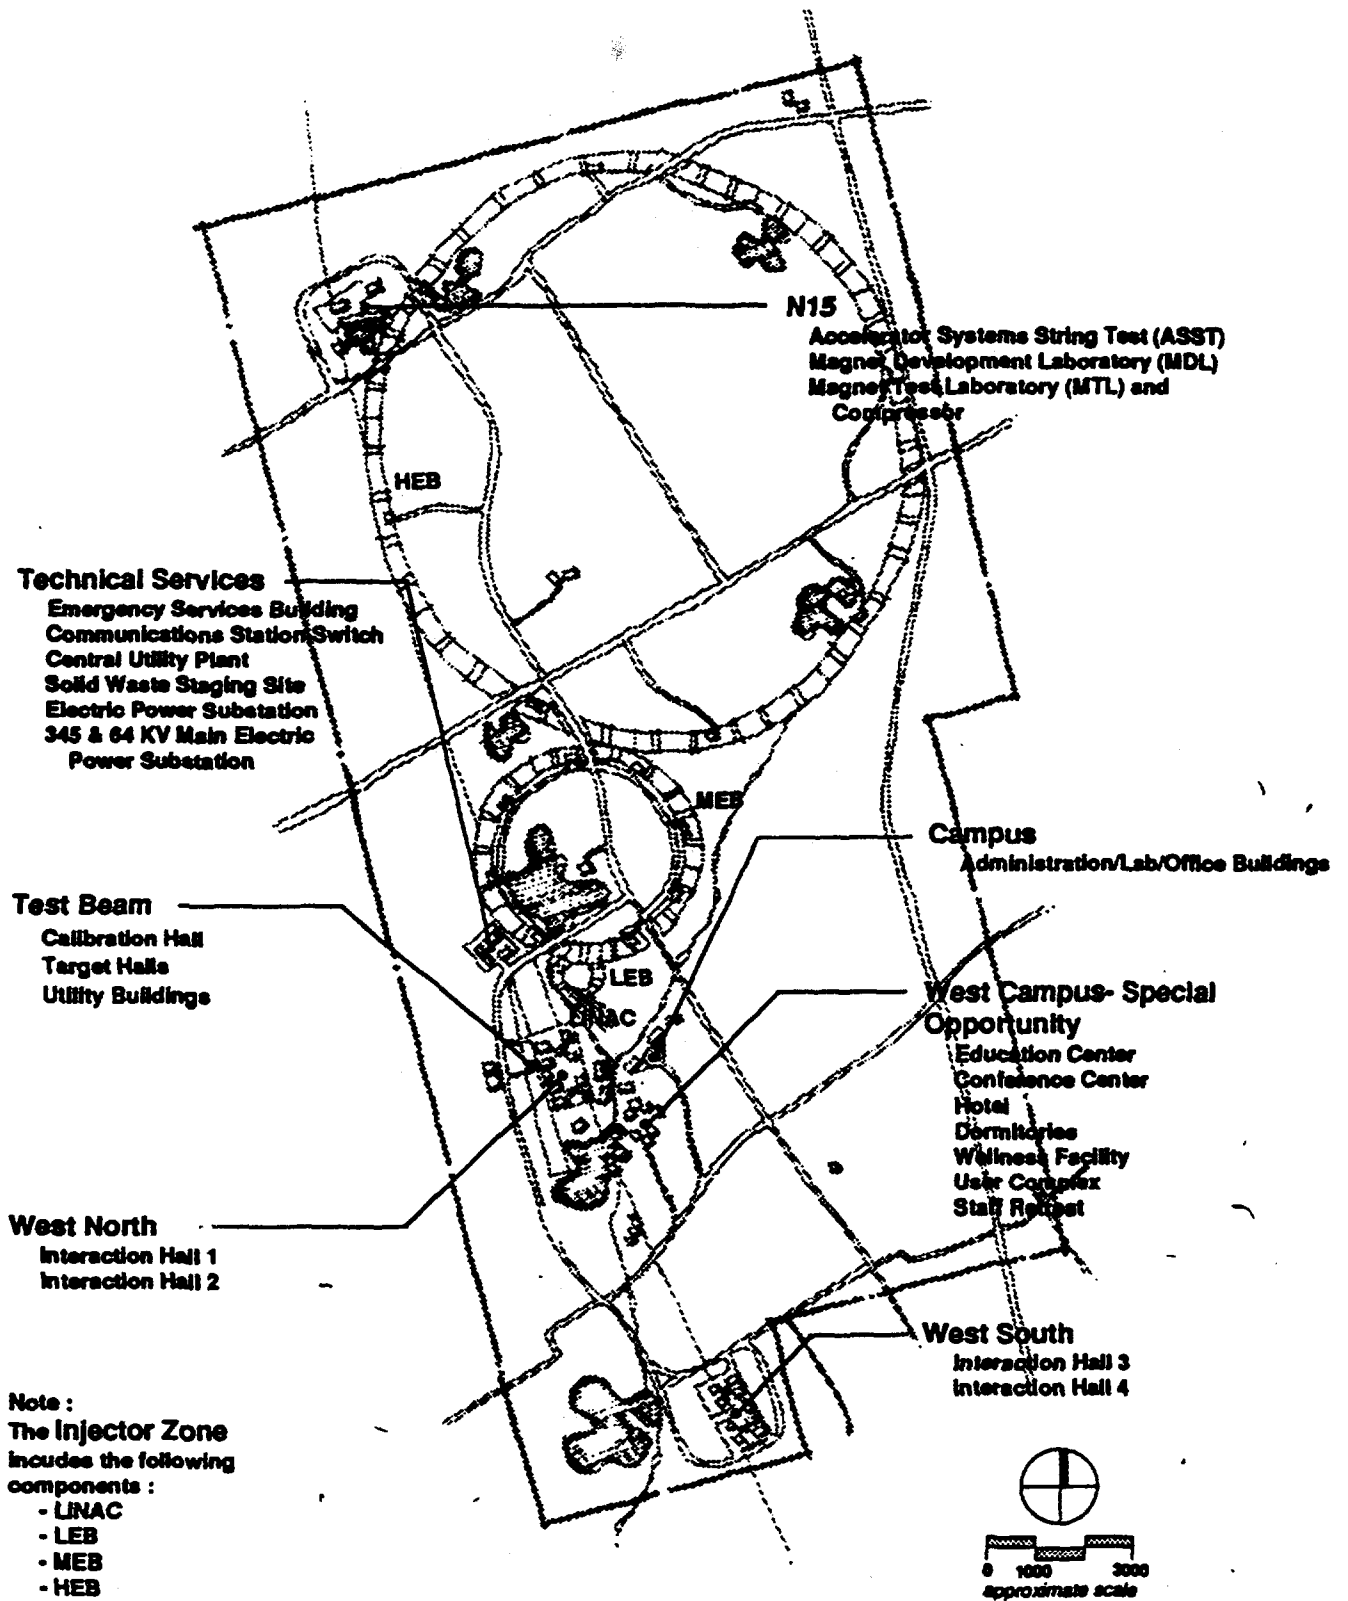 N15
Accelerator Systems String Test (ASST)
Magnet Development Laboratory (MDL)
Magnet Test Laboratory (MTL) and
Compressor
HEB
Technical Services
Emergency Services Building
Communications Station/Switch
Central Utility Plant
Solid Waste Staging Site
Electric Power Substation
345 & 64 KV Main Electric
Power Substation
MEB
Campus
Administration/Lab/Office Buildings
Test Beam
Calibration Hall
Target Halls
Utility Buildings
LEB
LINAC
West Campus- Special
Opportunity
Education Center
Conference Center
Hotel
Dormitories
Wellness Facility
User Complex
Staff Retreat
West North
Interaction Hall 1
Interaction Hall 2
West South
Interaction Hall 3
Interaction Hall 4
Note :
The Injector Zone
incudes the following
components :
- LINAC
- LEB
- MEB
- HEB
0 1000 3000
approximate scale